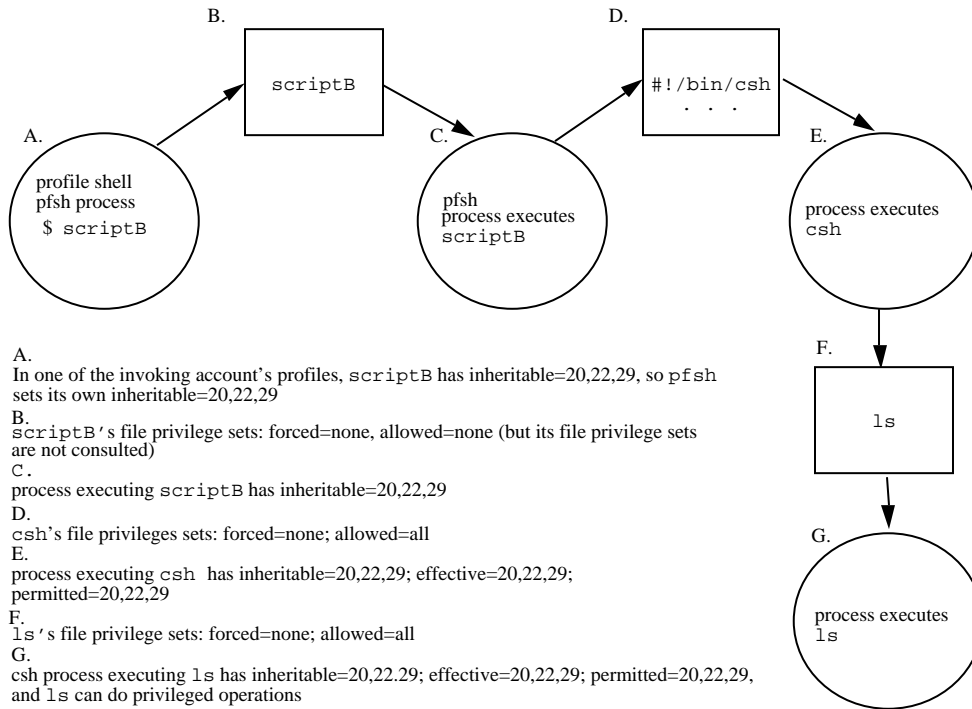 B.
D.
scriptB
#!/bin/csh
. . .
A.
C.
E.
profile shell
pfsh process
$ scriptB
pfsh
process executes
scriptB
process executes
csh
F.
ls
G.
process executes
ls
A.
In one of the invoking account's profiles, scriptB has inheritable=20,22,29, so pfsh
sets its own inheritable=20,22,29
B.
scriptB's file privilege sets: forced=none, allowed=none (but its file privilege sets
are not consulted)
C.
process executing scriptB has inheritable=20,22,29
D.
csh's file privileges sets: forced=none; allowed=all
E.
process executing csh has inheritable=20,22,29; effective=20,22,29;
permitted=20,22,29
F.
ls's file privilege sets: forced=none; allowed=all
G.
csh process executing ls has inheritable=20,22.29; effective=20,22,29; permitted=20,22,29,
and ls can do privileged operations